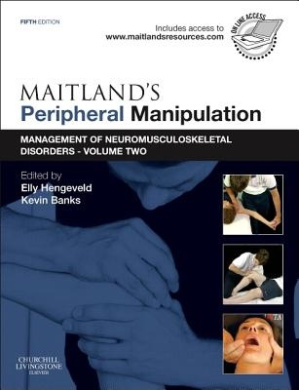 FIFTH EDITION
Includes access to
www.maitlandsresources.com
ONLINE ACCESS
MAITLAND'S
Peripheral Manipulation
MANAGEMENT OF NEUROMUSCULOSKELETAL
DISORDERS - VOLUME TWO
Edited by
Elly Hengeveld
Kevin Banks
CHURCHILL
LIVINGSTONE
ELSEVIER